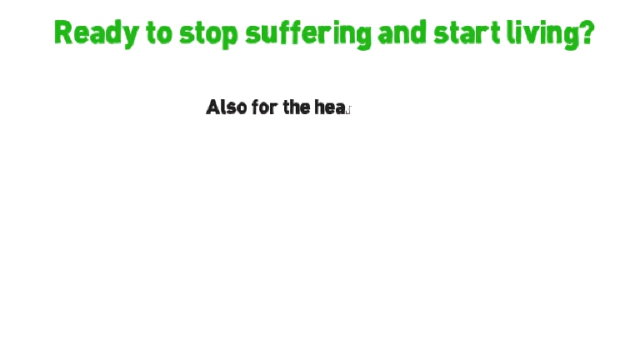 Ready to stop suffering and start living?
Also for the hea